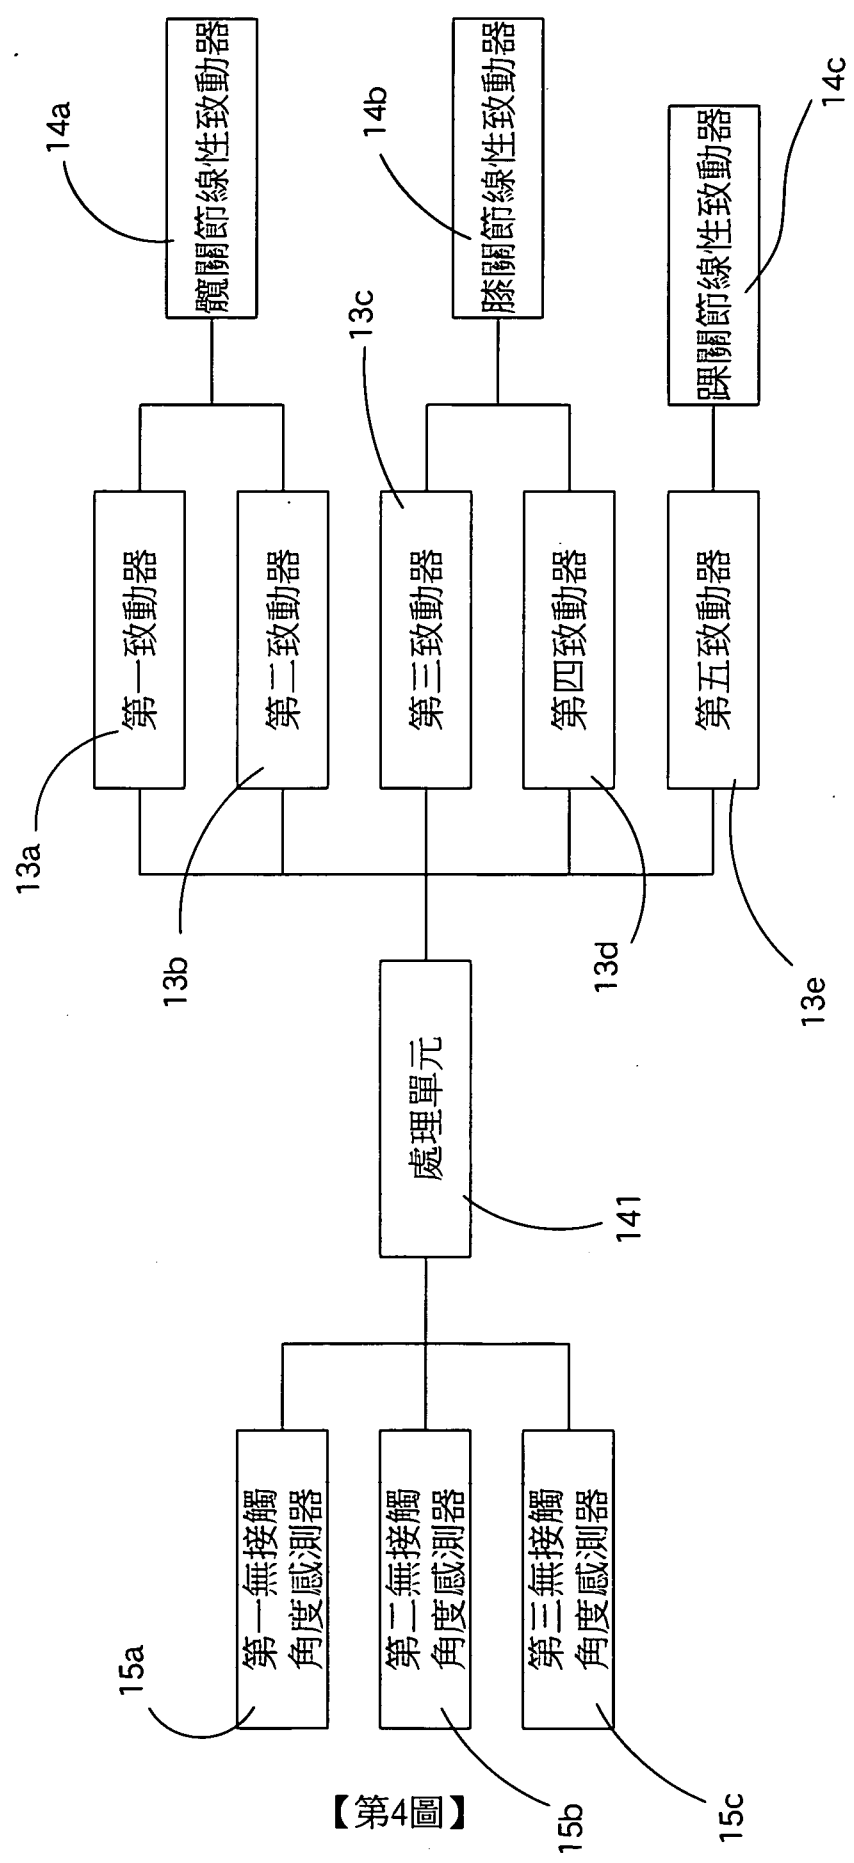 第一無接觸
角度感測器
15a
第二無接觸
角度感測器
15b
第三無接觸
角度感測器
15c
處理單元
141
第一致動器
13a
第二致動器
13b
第三致動器
13c
第四致動器
13d
第五致動器
13e
髖關節線性致動器
14a
膝關節線性致動器
14b
踝關節線性致動器
14c
【第4圖】